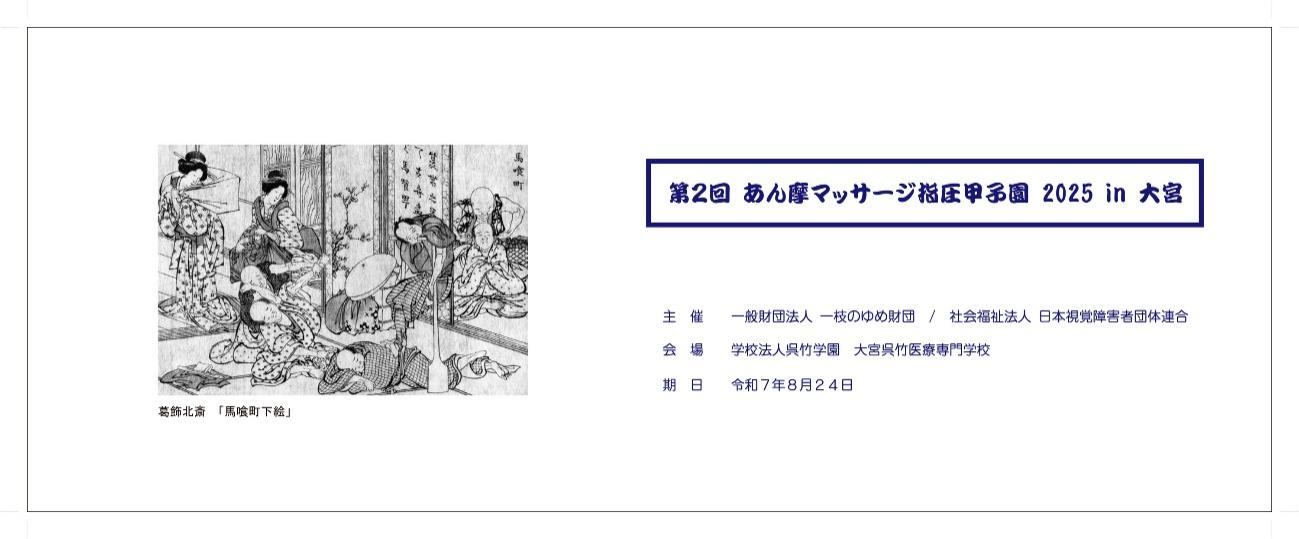 馬喰町
葛飾北斎　「馬喰町下絵」
第2回 あん摩マッサージ指圧甲子園 2025 in 大宮
主　催　　一般財団法人 一枝のゆめ財団　/　社会福祉法人 日本視覚障害者団体連合
会　場　　学校法人呉竹学園　大宮呉竹医療専門学校
期　日　　令和７年８月２４日